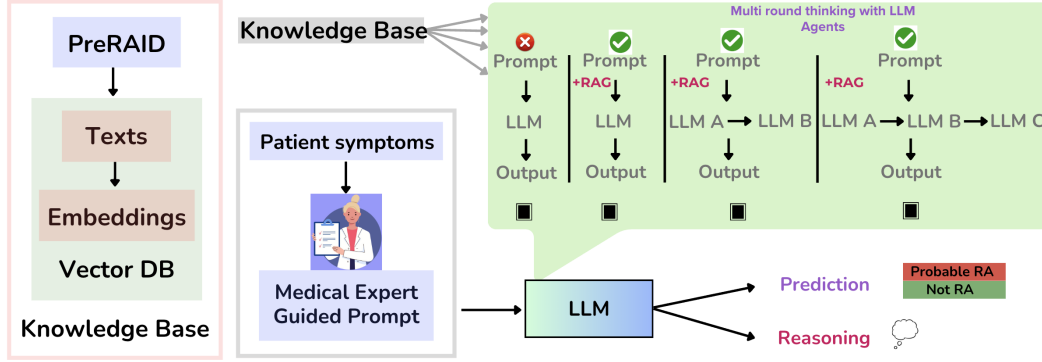 PreRAID
Texts
Embeddings
Vector DB
Knowledge Base
Knowledge Base
Patient symptoms
Medical Expert
Guided Prompt
Multi round thinking with LLM
Agents
Prompt
LLM
Output
Prompt
+RAG
LLM
Output
Prompt
+RAG
LLM A
LLM B
Output
Prompt
+RAG
LLM A
LLM B
LLM C
Output
LLM
Prediction
Probable RA
Not RA
Reasoning